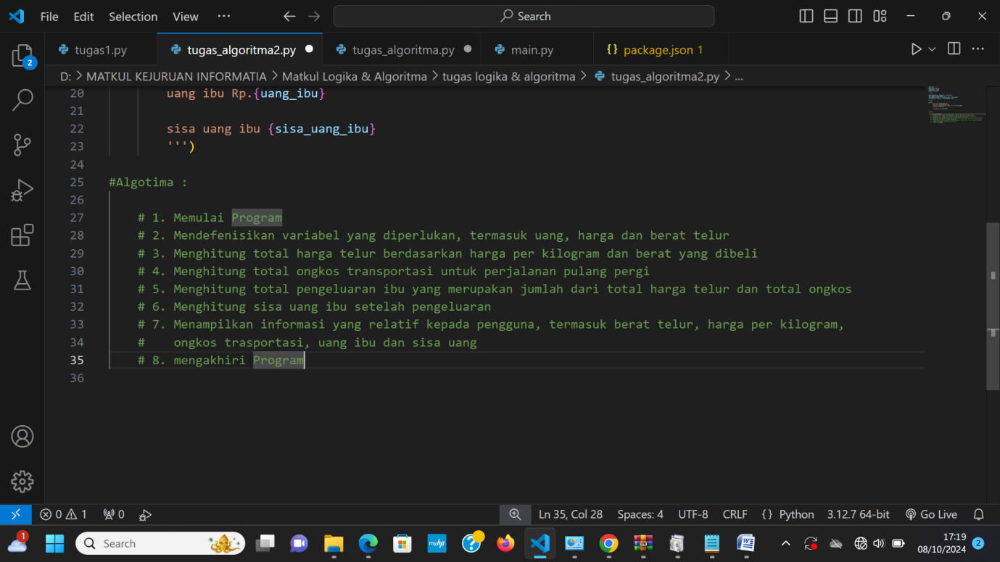 File Edit Selection View ··· Search
tugas1.py tugas_algoritma2.py tugas_algoritma.py main.py {} package.json 1
2
D: > MATKUL KEJURUAN INFORMATIA > Matkul Logika & Algoritma > tugas logika & algoritma > tugas_algoritma2.py > ...
20 uang ibu Rp.{uang_ibu}
21
22 sisa uang ibu {sisa_uang_ibu}
23 ''')
24
25 #Algotima :
26
27 # 1. Memulai Program
28 # 2. Mendefenisikan variabel yang diperlukan, termasuk uang, harga dan berat telur
29 # 3. Menghitung total harga telur berdasarkan harga per kilogram dan berat yang dibeli
30 # 4. Menghitung total ongkos transportasi untuk perjalanan pulang pergi
31 # 5. Menghitung total pengeluaran ibu yang merupakan jumlah dari total harga telur dan total ongkos
32 # 6. Menghitung sisa uang ibu setelah pengeluaran
33 # 7. Menampilkan informasi yang relatif kepada pengguna, termasuk berat telur, harga per kilogram,
34 # ongkos trasportasi, uang ibu dan sisa uang
35 # 8. mengakhiri Program
36
0 1 0 Ln 35, Col 28 Spaces: 4 UTF-8 CRLF {} Python 3.12.7 64-bit Go Live
1 Search myhp 17:19
08/10/2024 2